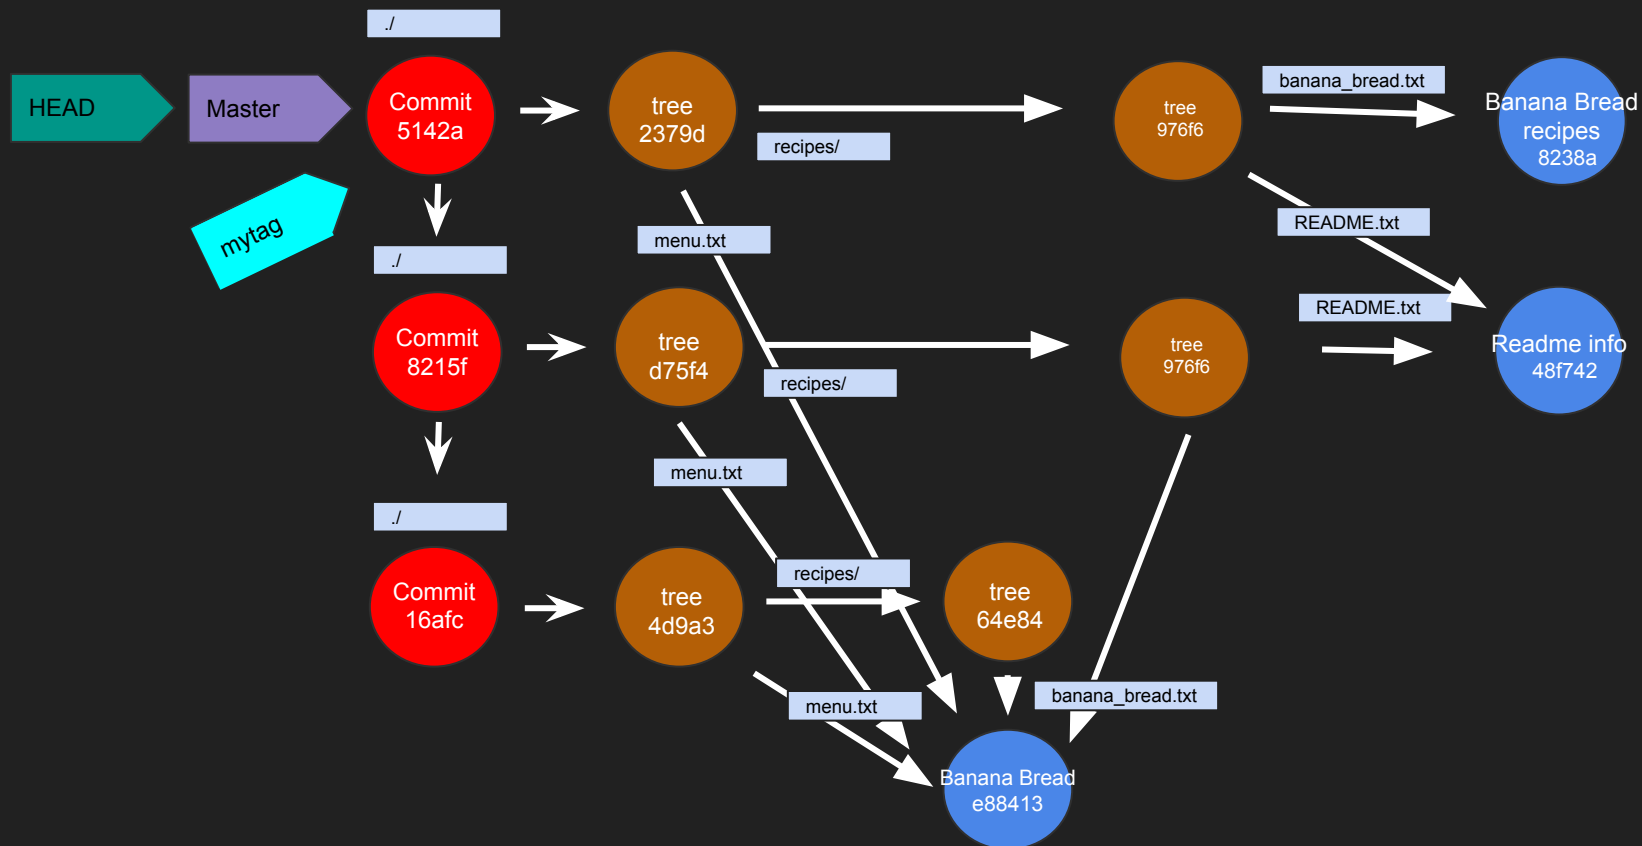 ./
HEAD
Master
Commit
5142a
tree
2379d
recipes/
tree
976f6
banana_bread.txt
Banana Bread
recipes
8238a
mytag
menu.txt
README.txt
./
Commit
8215f
tree
d75f4
recipes/
tree
976f6
README.txt
Readme info
48f742
menu.txt
./
Commit
16afc
tree
4d9a3
recipes/
tree
64e84
menu.txt
banana_bread.txt
Banana Bread
e88413